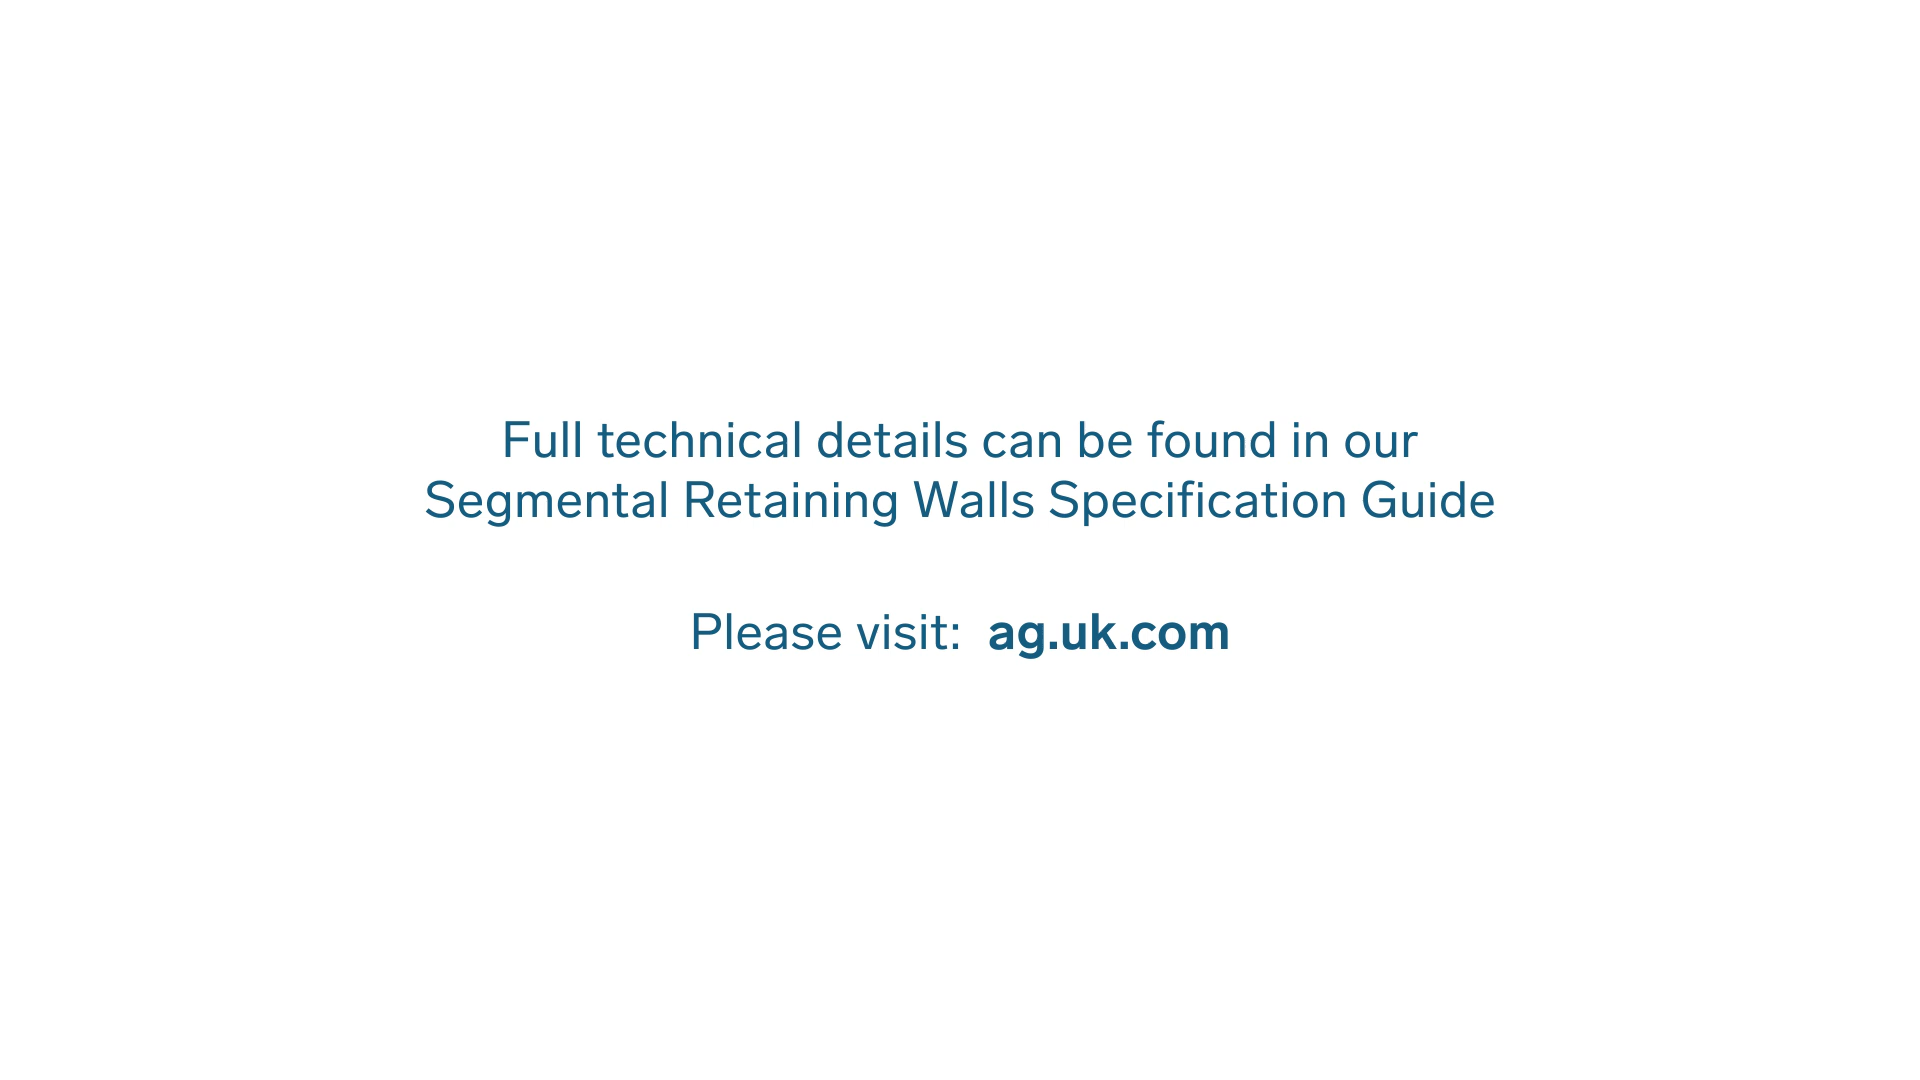 Full technical details can be found in our
Segmental Retaining Walls Specification Guide
Please visit: ag.uk.com